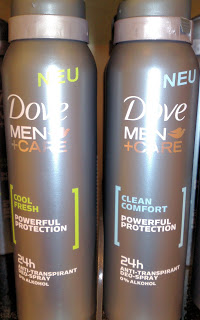 NEU
Dove
MEN
+CARE
COOL
FRESH
POWERFUL
PROTECTION
24h
ANTI-TRANSPIRANT
DEO-SPRAY
0% ALKOHOL
NEU
Dove
MEN
+CARE
CLEAN
COMFORT
POWERFUL
PROTECTION
24h
ANTI-TRANSPIRANT
DEO-SPRAY
0% ALKOHOL